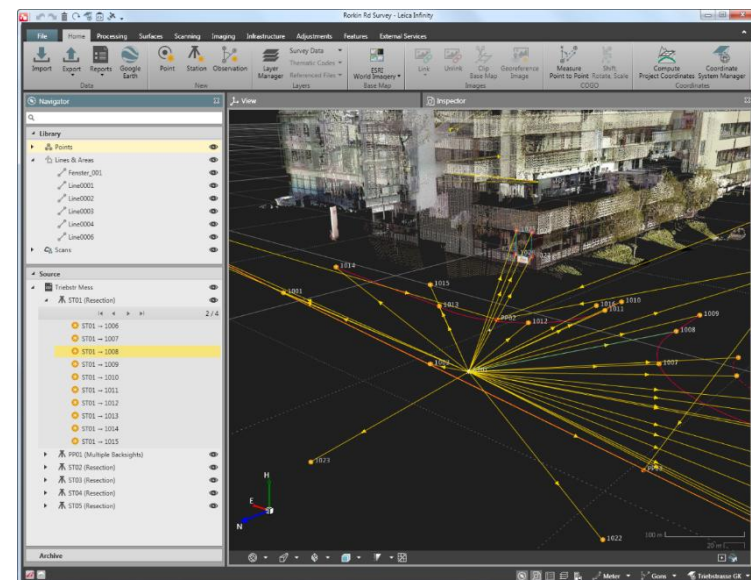 Rorkin Rd Survey - Leica Infinity
File Home Processing Surfaces Scanning Imaging Infrastructure Adjustments Features External Services
Import Export Reports Google Earth Point Station Observation Layer Manager Survey Data Thematic Codes Referenced Files ESRI World Imagery Link Unlink Clip Base Map Georeference Image Measure Point to Point Shift Rotate, Scale Compute Project Coordinates Coordinate System Manager
Data New Layers Base Map Images COGO Coordinates
Navigator
View
Inspector
Library
Points
Lines & Areas
Fenster_001
Line0001
Line0002
Line0003
Line0004
Line0006
Scans
Source
Triebstr Mess
ST01 (Resection)
2 / 4
ST01 → 1006
ST01 → 1007
ST01 → 1008
ST01 → 1009
ST01 → 1010
ST01 → 1011
ST01 → 1012
ST01 → 1013
ST01 → 1014
ST01 → 1015
PP01 (Multiple Backsights)
ST02 (Resection)
ST03 (Resection)
ST04 (Resection)
ST05 (Resection)
Archive
1014
1015
1001
1013
1016
1010
1011
1009
1012
1008
1007
1023
1022
H
E
N
100 m
20 m
Meter
Gons
Triebstrasse GK